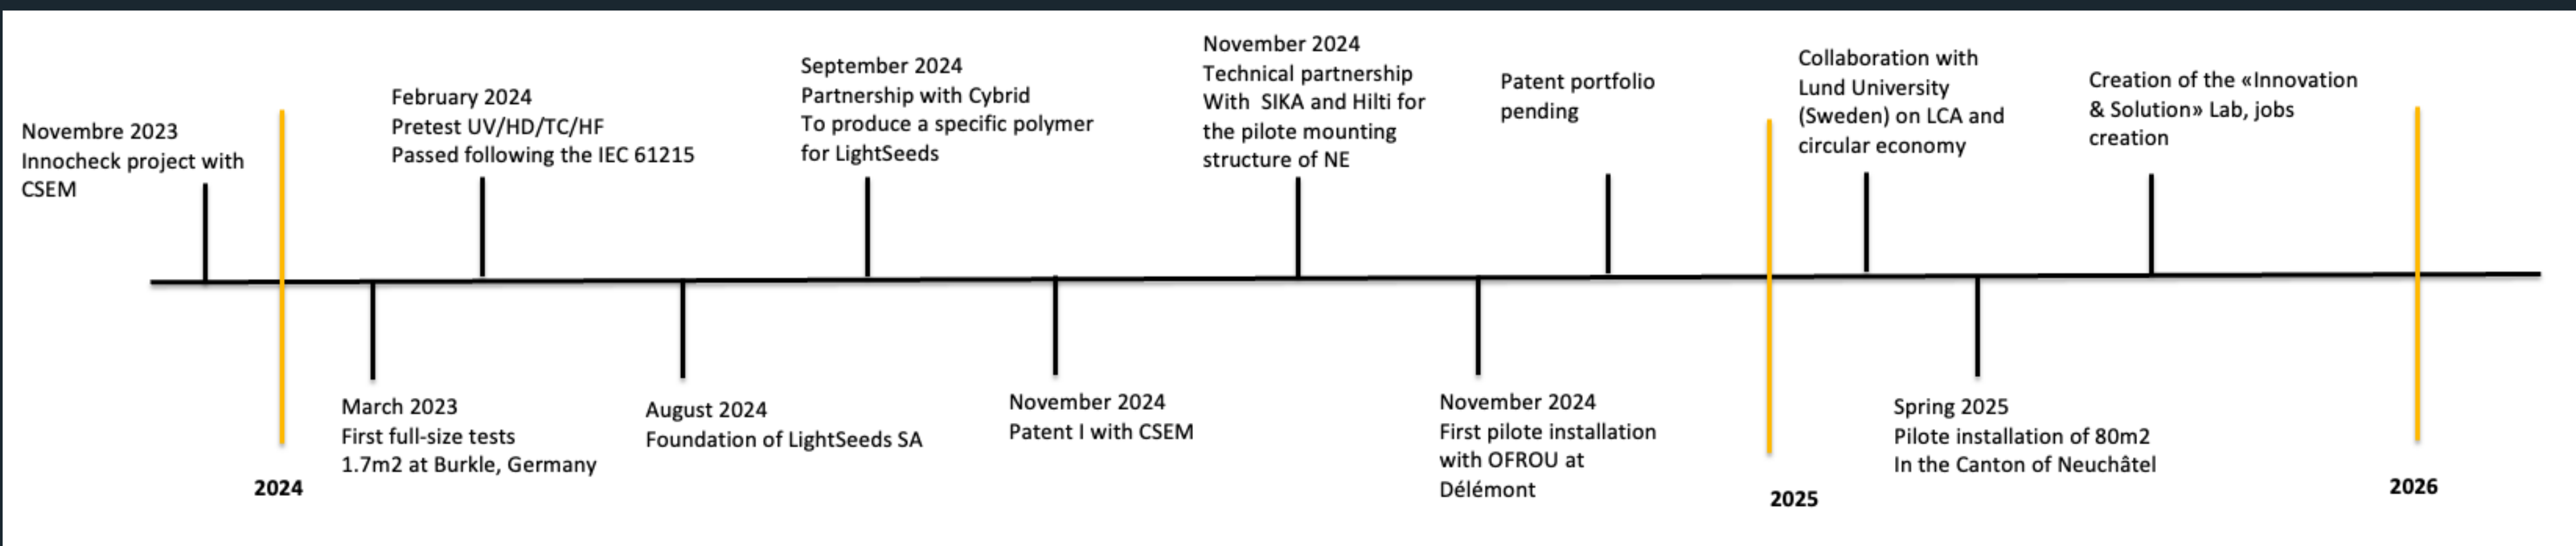 Novembre 2023
Innocheck project with
CSEM
February 2024
Pretest UV/HD/TC/HF
Passed following the IEC 61215
September 2024
Partnership with Cybrid
To produce a specific polymer
for LightSeeds
November 2024
Technical partnership
With  SIKA and Hilti for
the pilote mounting
structure of NE
Patent portfolio
pending
Collaboration with
Lund University
(Sweden) on LCA and
circular economy
Creation of the «Innovation
& Solution» Lab, jobs
creation
2024
March 2023
First full-size tests
1.7m2 at Burkle, Germany
August 2024
Foundation of LightSeeds SA
November 2024
Patent I with CSEM
November 2024
First pilote installation
with OFROU at
Délémont
2025
Spring 2025
Pilote installation of 80m2
In the Canton of Neuchâtel
2026